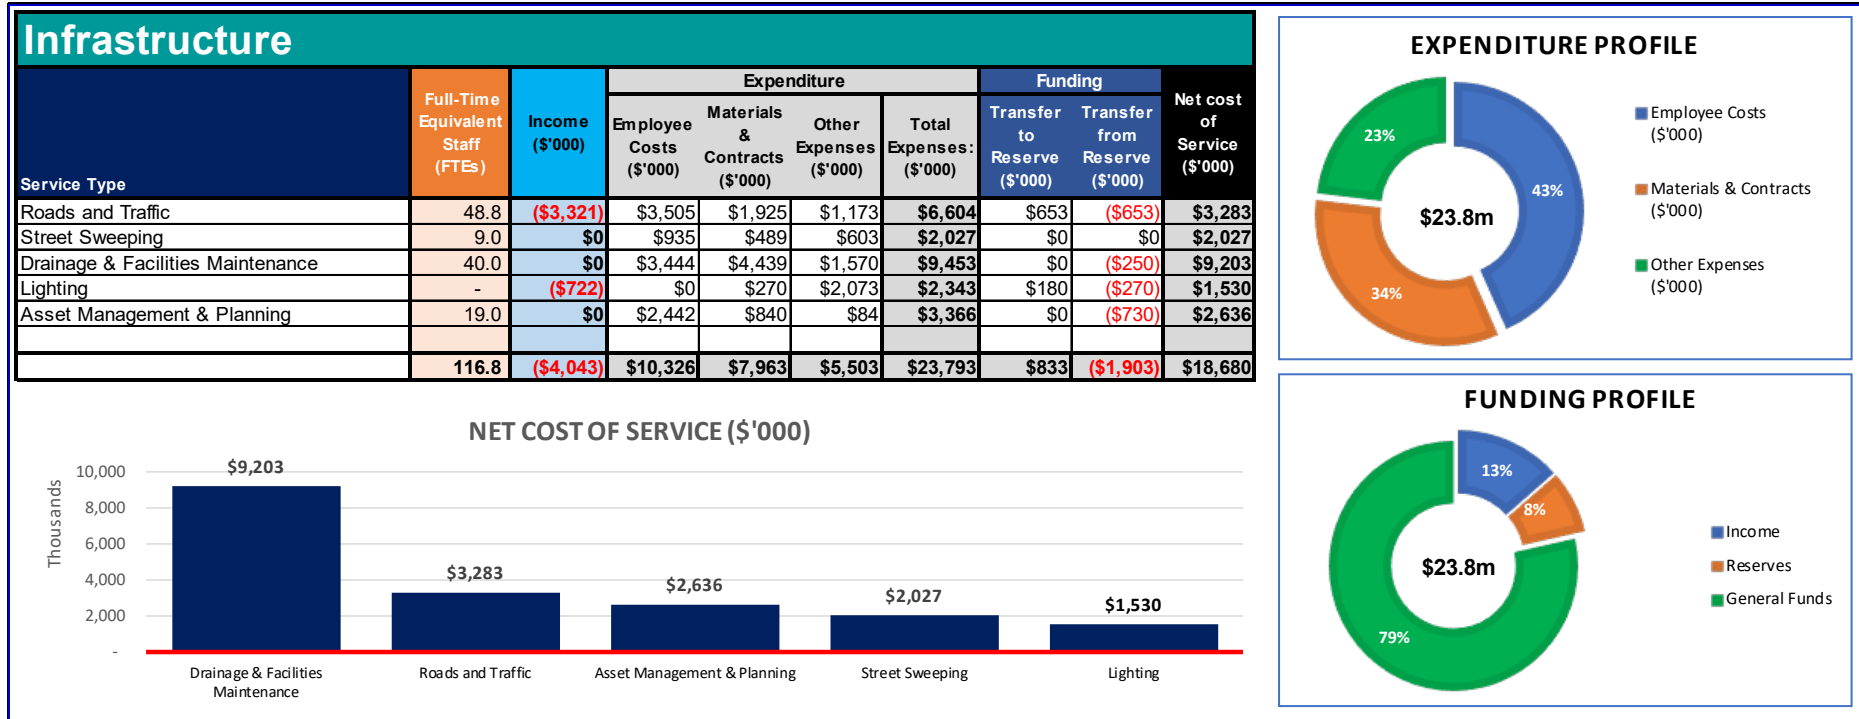 Infrastructure
Service Type
Full-Time
Equivalent
Staff
(FTEs)
Income
($'000)
Expenditure
Employee
Costs
($'000)
Materials
&
Contracts
($'000)
Other
Expenses
($'000)
Total
Expenses:
($'000)
Funding
Transfer
to
Reserve
($'000)
Transfer
from
Reserve
($'000)
Net cost
of
Service
($'000)
Roads and Traffic 48.8 ($3,321) $3,505 $1,925 $1,173 $6,604 $653 ($653) $3,283
Street Sweeping 9.0 $0 $935 $489 $603 $2,027 $0 $0 $2,027
Drainage & Facilities Maintenance 40.0 $0 $3,444 $4,439 $1,570 $9,453 $0 ($250) $9,203
Lighting - ($722) $0 $270 $2,073 $2,343 $180 ($270) $1,530
Asset Management & Planning 19.0 $0 $2,442 $840 $84 $3,366 $0 ($730) $2,636
116.8 ($4,043) $10,326 $7,963 $5,503 $23,793 $833 ($1,903) $18,680
EXPENDITURE PROFILE
23%
43%
34%
$23.8m
Employee Costs
($'000)
Materials & Contracts
($'000)
Other Expenses
($'000)
NET COST OF SERVICE ($'000)
Thousands
10,000
8,000
6,000
4,000
2,000
-
$9,203
$3,283
$2,636
$2,027
$1,530
Drainage & Facilities
Maintenance
Roads and Traffic
Asset Management & Planning
Street Sweeping
Lighting
FUNDING PROFILE
13%
8%
79%
$23.8m
Income
Reserves
General Funds